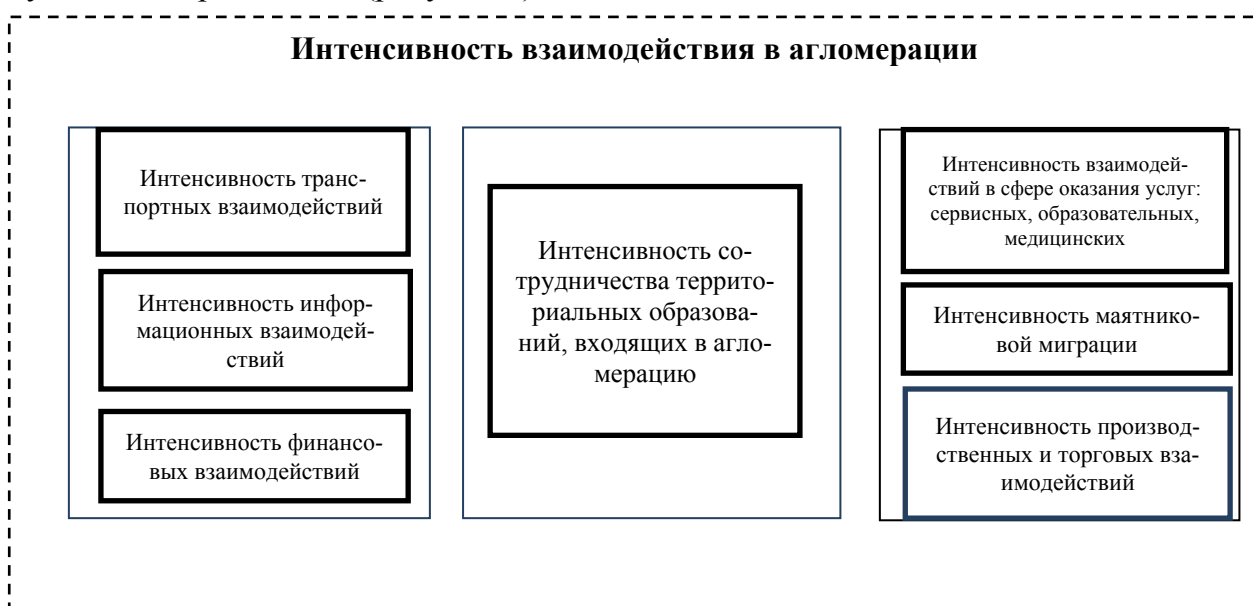 Интенсивность взаимодействия в агломерации
Интенсивность транс-
портных взаимодействий
Интенсивность инфор-
мационных взаимодей-
ствий
Интенсивность финансо-
вых взаимодействий
Интенсивность со-
трудничества террито-
риальных образова-
ний, входящих в агло-
мерацию
Интенсивность взаимодей-
ствий в сфере оказания услуг:
сервисных, образовательных,
медицинских
Интенсивность маятнико-
вой миграции
Интенсивность производ-
ственных и торговых вза-
имодействий